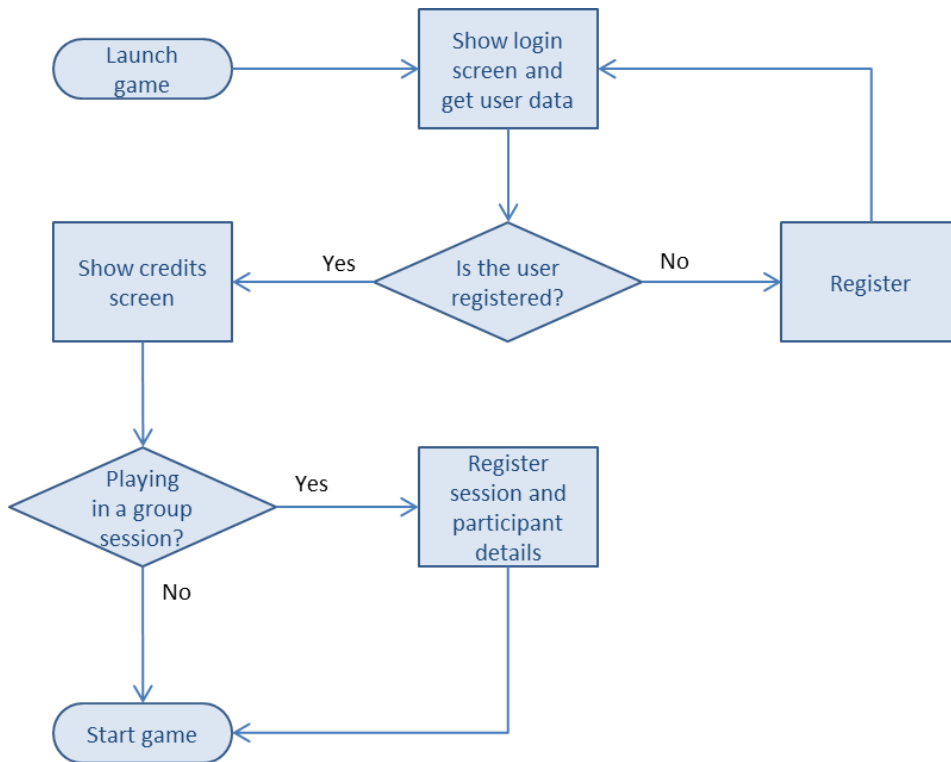 Launch
game
Show login
screen and
get user data
Show credits
screen
Yes
Is the user
registered?
No
Register
Playing
in a group
session?
Yes
Register
session and
participant
details
No
Start game